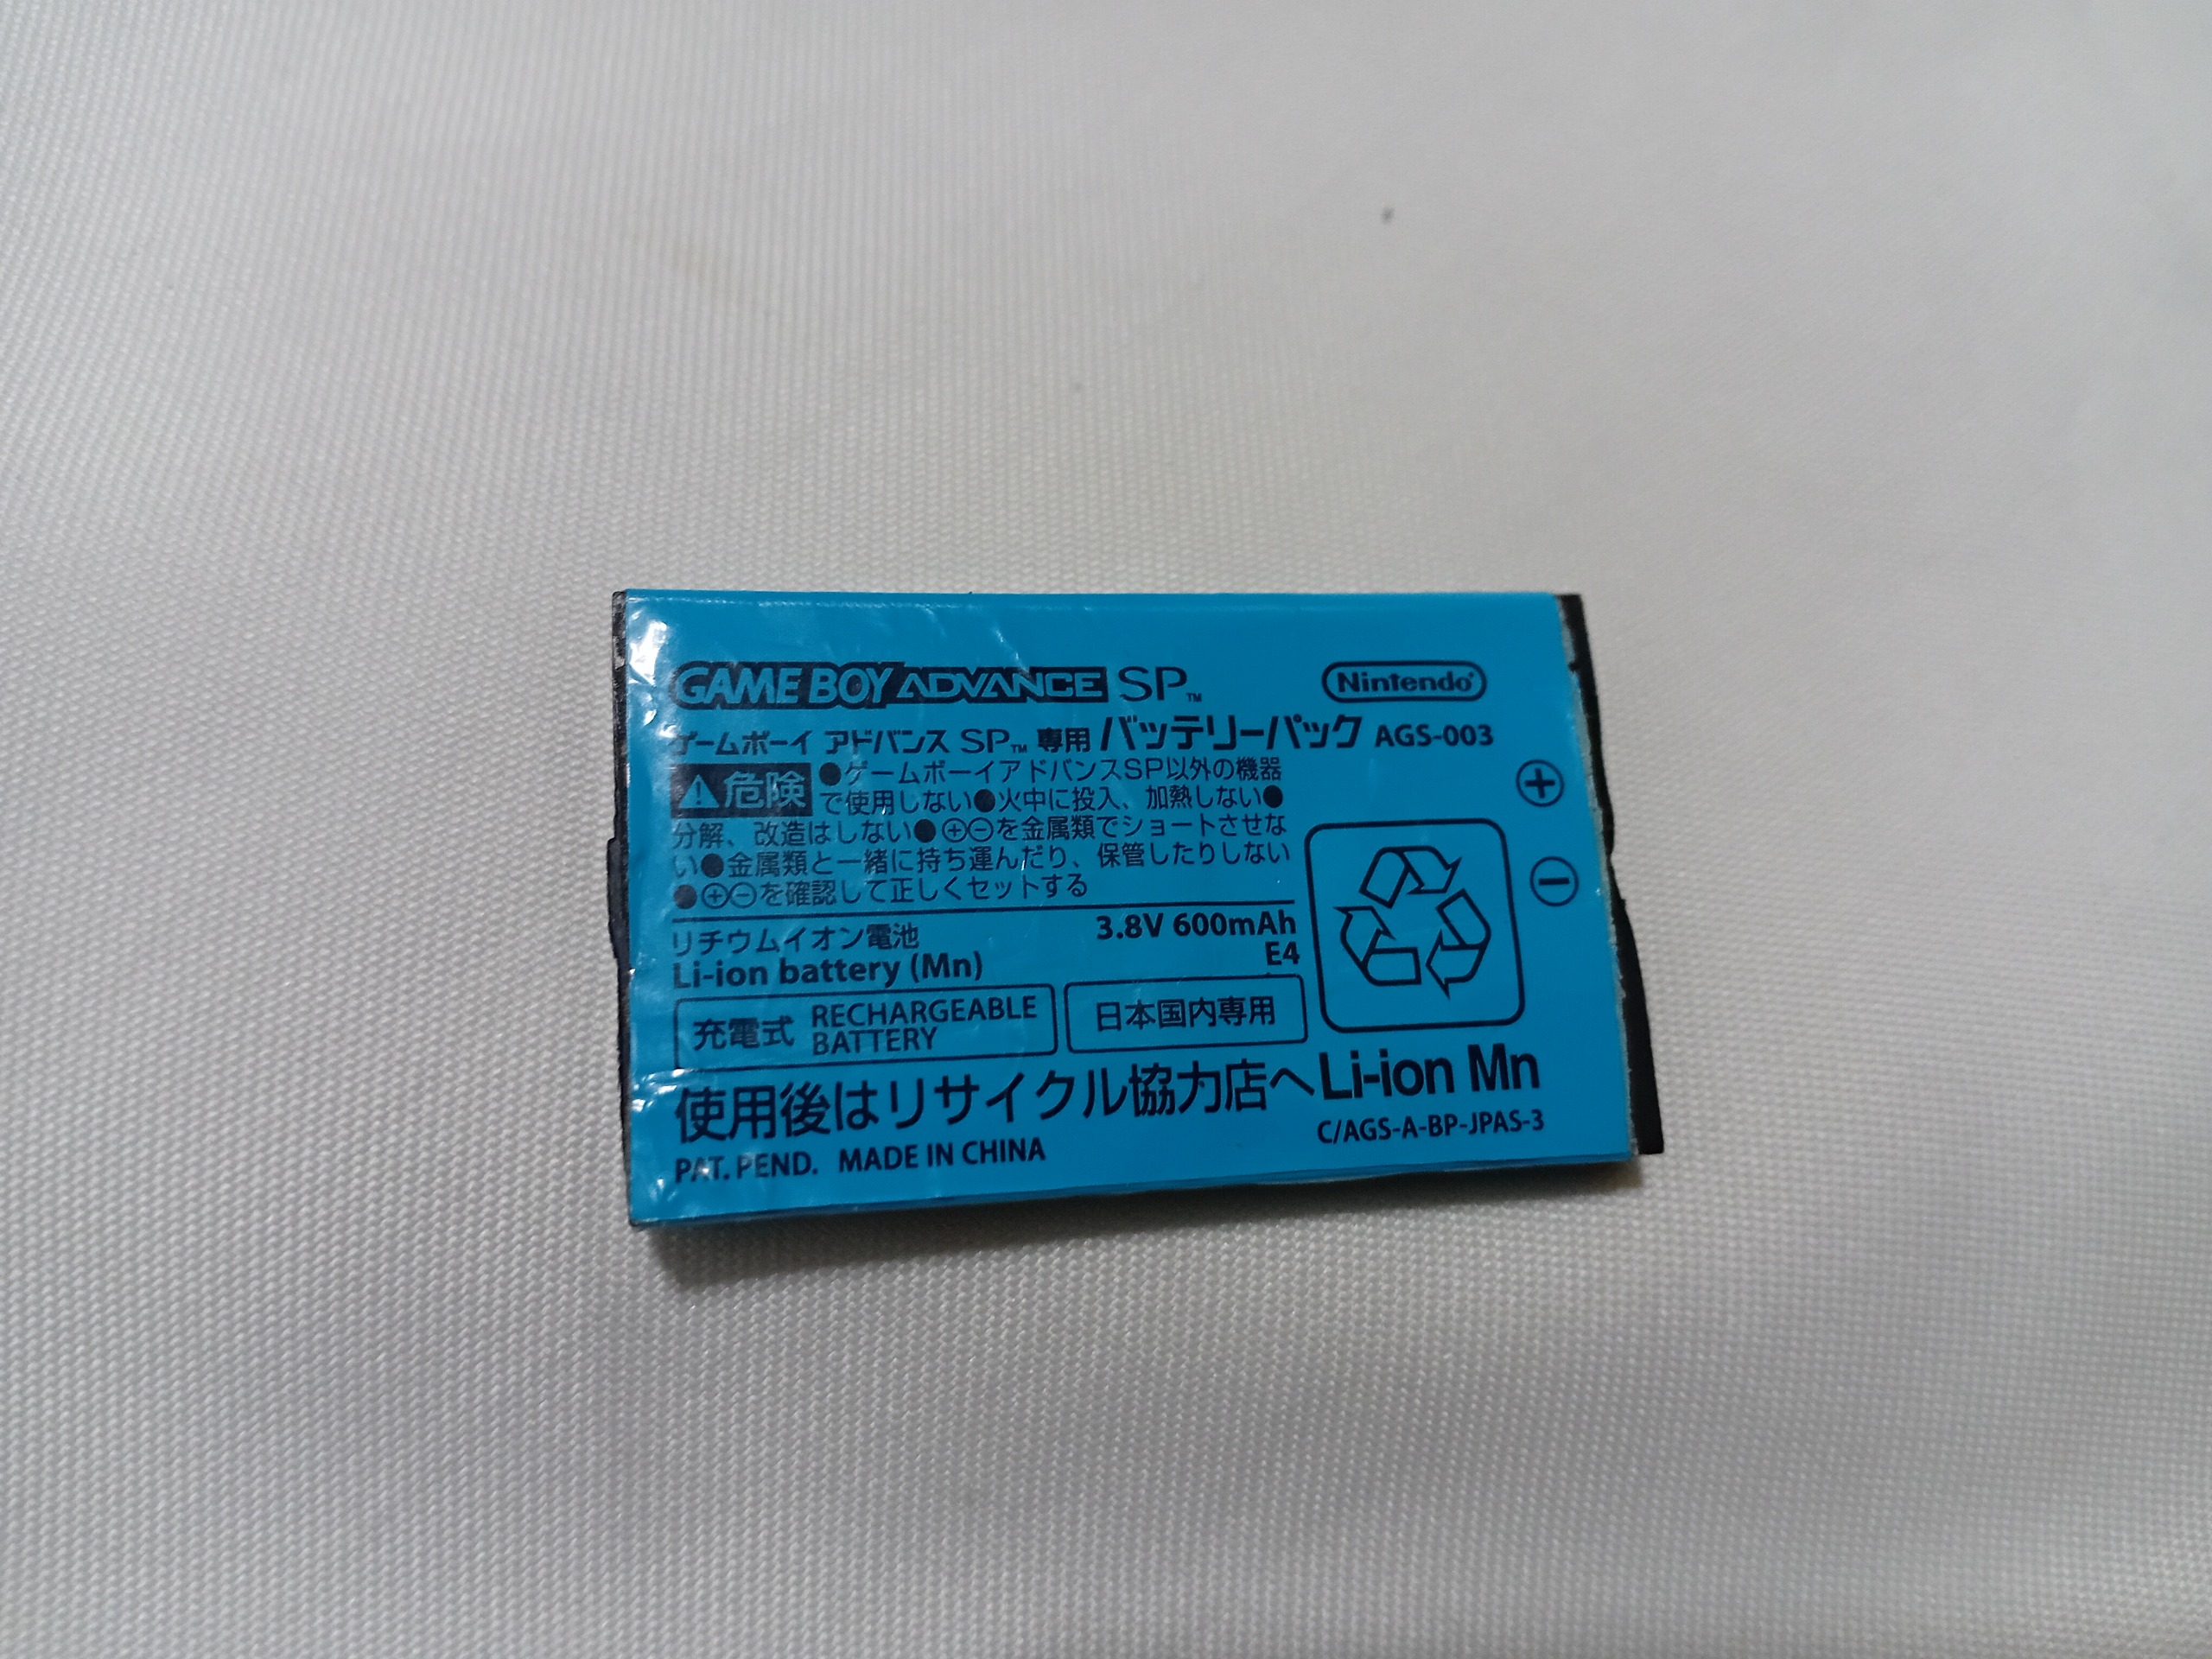 GAME BOY ADVANCE SP™ Nintendo®
ゲームボーイ アドバンス SP™ 専用 バッテリーパック AGS-003
⚠危険 ●ゲームボーイアドバンスSP以外の機器
で使用しない●火中に投入、加熱しない●
分解、改造はしない●⊕⊖を金属類でショートさせな
い●金属類と一緒に持ち運んだり、保管したりしない
●⊕⊖を確認して正しくセットする
⊕
⊖
リチウムイオン電池 3.8V 600mAh
Li-ion battery (Mn) E4
充電式 RECHARGEABLE
BATTERY
日本国内専用
使用後はリサイクル協力店へ Li-ion Mn
PAT. PEND. MADE IN CHINA C/AGS-A-BP-JPAS-3